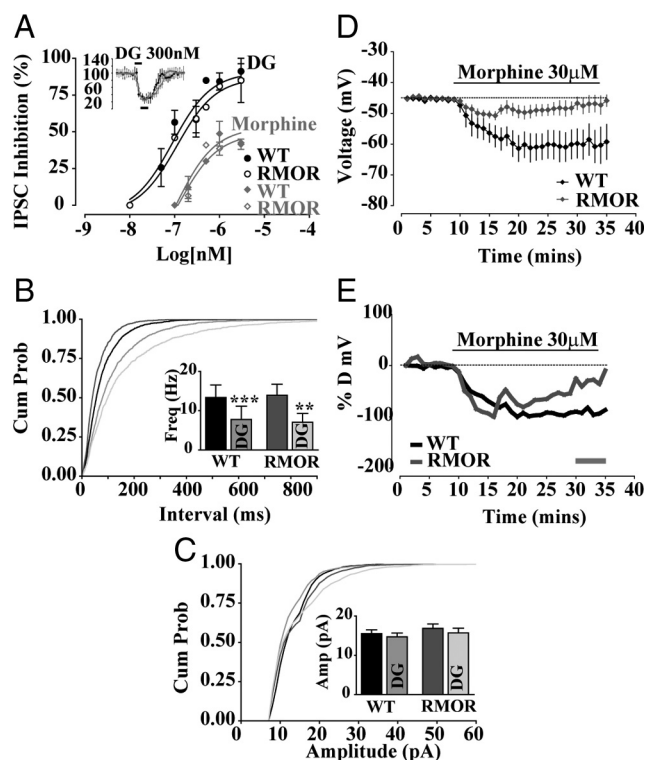 A
DG 300nM
140
100
60
20
DG
Morphine
WT
RMOR
WT
RMOR
IPSC Inhibition (%)
100
75
50
25
0
-9 -8 -7 -6 -5 -4
Log[nM]
B
Cum Prob
1.00
0.75
0.50
0.25
0.00
0 200 400 600 800
Interval (ms)
Freq (Hz)
20
10
0
*** **
DG DG
WT RMOR
C
Cum Prob
1.00
0.75
0.50
0.25
0.00
0 10 20 30 40 50 60
Amplitude (pA)
Amp (pA)
20
10
0
DG DG
WT RMOR
D
Voltage (mV)
-40
-50
-60
-70
-80
Morphine 30μM
WT
RMOR
0 5 10 15 20 25 30 35 40
Time (mins)
E
% D mV
100
0
-100
-200
Morphine 30μM
WT
RMOR
0 5 10 15 20 25 30 35 40
Time (mins)